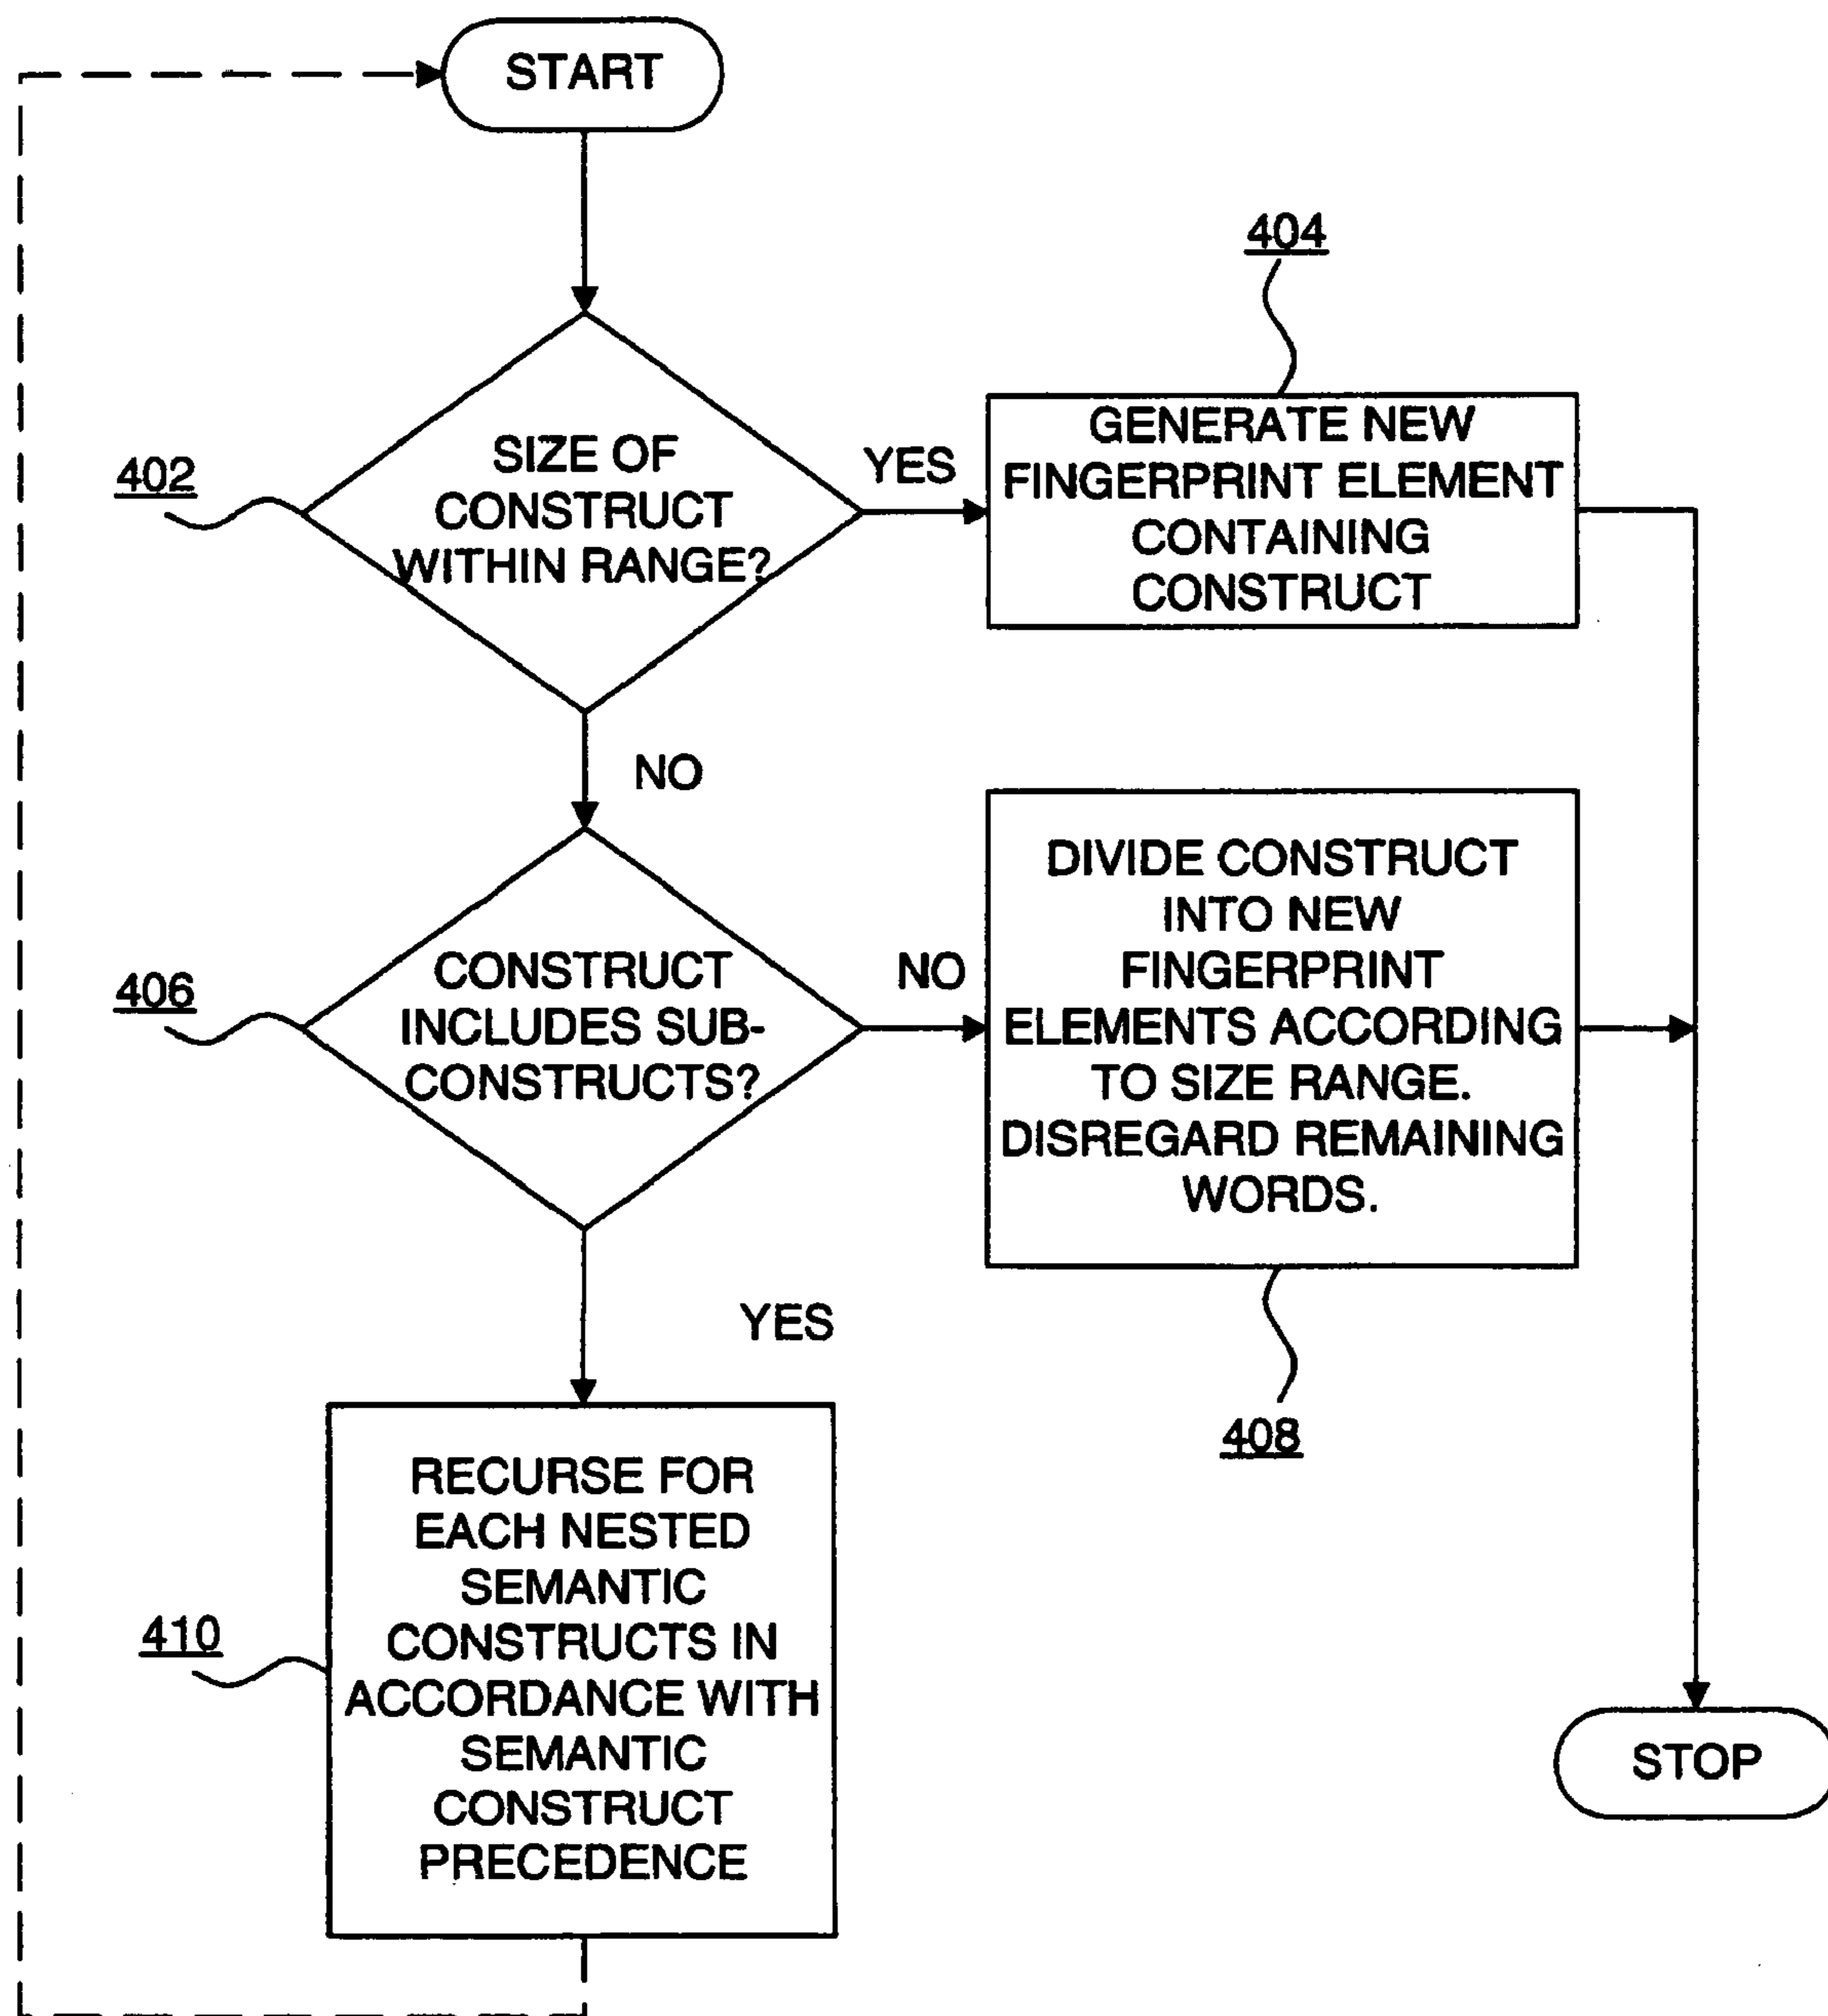 START
404
402
SIZE OF
CONSTRUCT
WITHIN RANGE?
YES
GENERATE NEW
FINGERPRINT ELEMENT
CONTAINING
CONSTRUCT
NO
406
CONSTRUCT
INCLUDES SUB-
CONSTRUCTS?
NO
DIVIDE CONSTRUCT
INTO NEW
FINGERPRINT
ELEMENTS ACCORDING
TO SIZE RANGE.
DISREGARD REMAINING
WORDS.
YES
408
410
RECURSE FOR
EACH NESTED
SEMANTIC
CONSTRUCTS IN
ACCORDANCE WITH
SEMANTIC
CONSTRUCT
PRECEDENCE
STOP